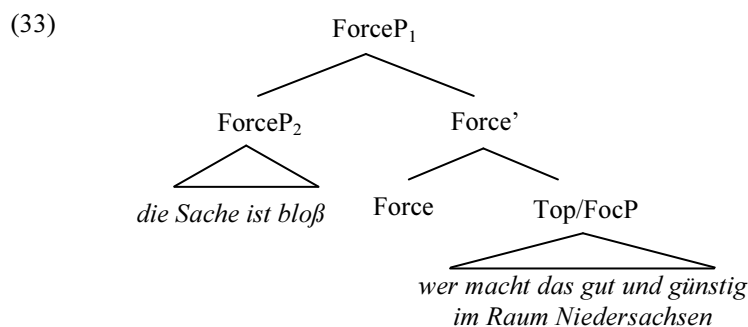 (33) ForceP1
ForceP2 Force’
die Sache ist bloß Force Top/FocP
wer macht das gut und günstig
im Raum Niedersachsen